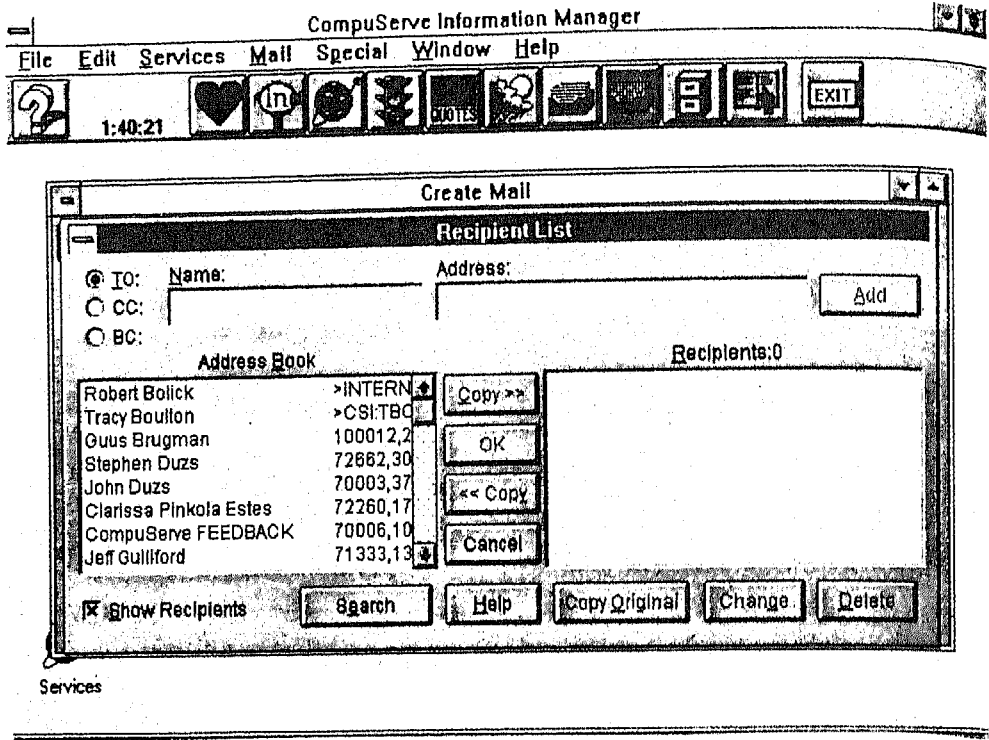 CompuServe Information Manager
File Edit Services Mail Special Window Help
1:40:21
In
QUOTES
EXIT
Create Mail
Recipient List
TO:
CC:
BC:
Name:
Address:
Add
Address Book
Recipients:0
Robert Bolick >INTERN
Tracy Boullon >CSI:TBO
Guus Brugman 100012,2
Stephen Duzs 72662,30
John Duzs 70003,37
Clarissa Pinkola Estes 72260,17
CompuServe FEEDBACK 70006,10
Jeff Gulliford 71333,13
Copy >>
OK
<< Copy
Cancel
Show Recipients
Search
Help
Copy Original
Change
Delete
Services